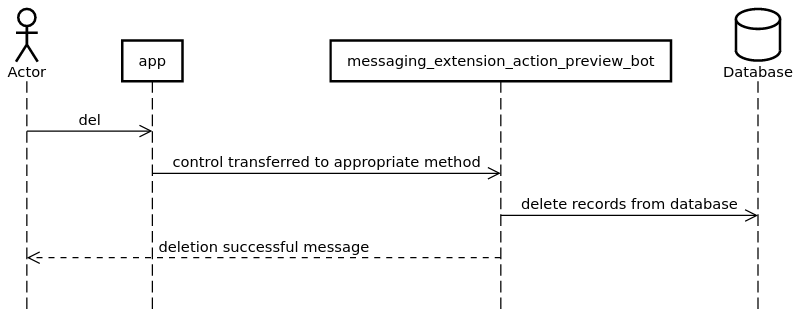 Actor
app
messaging_extension_action_preview_bot
Database
del
control transferred to appropriate method
delete records from database
deletion successful message